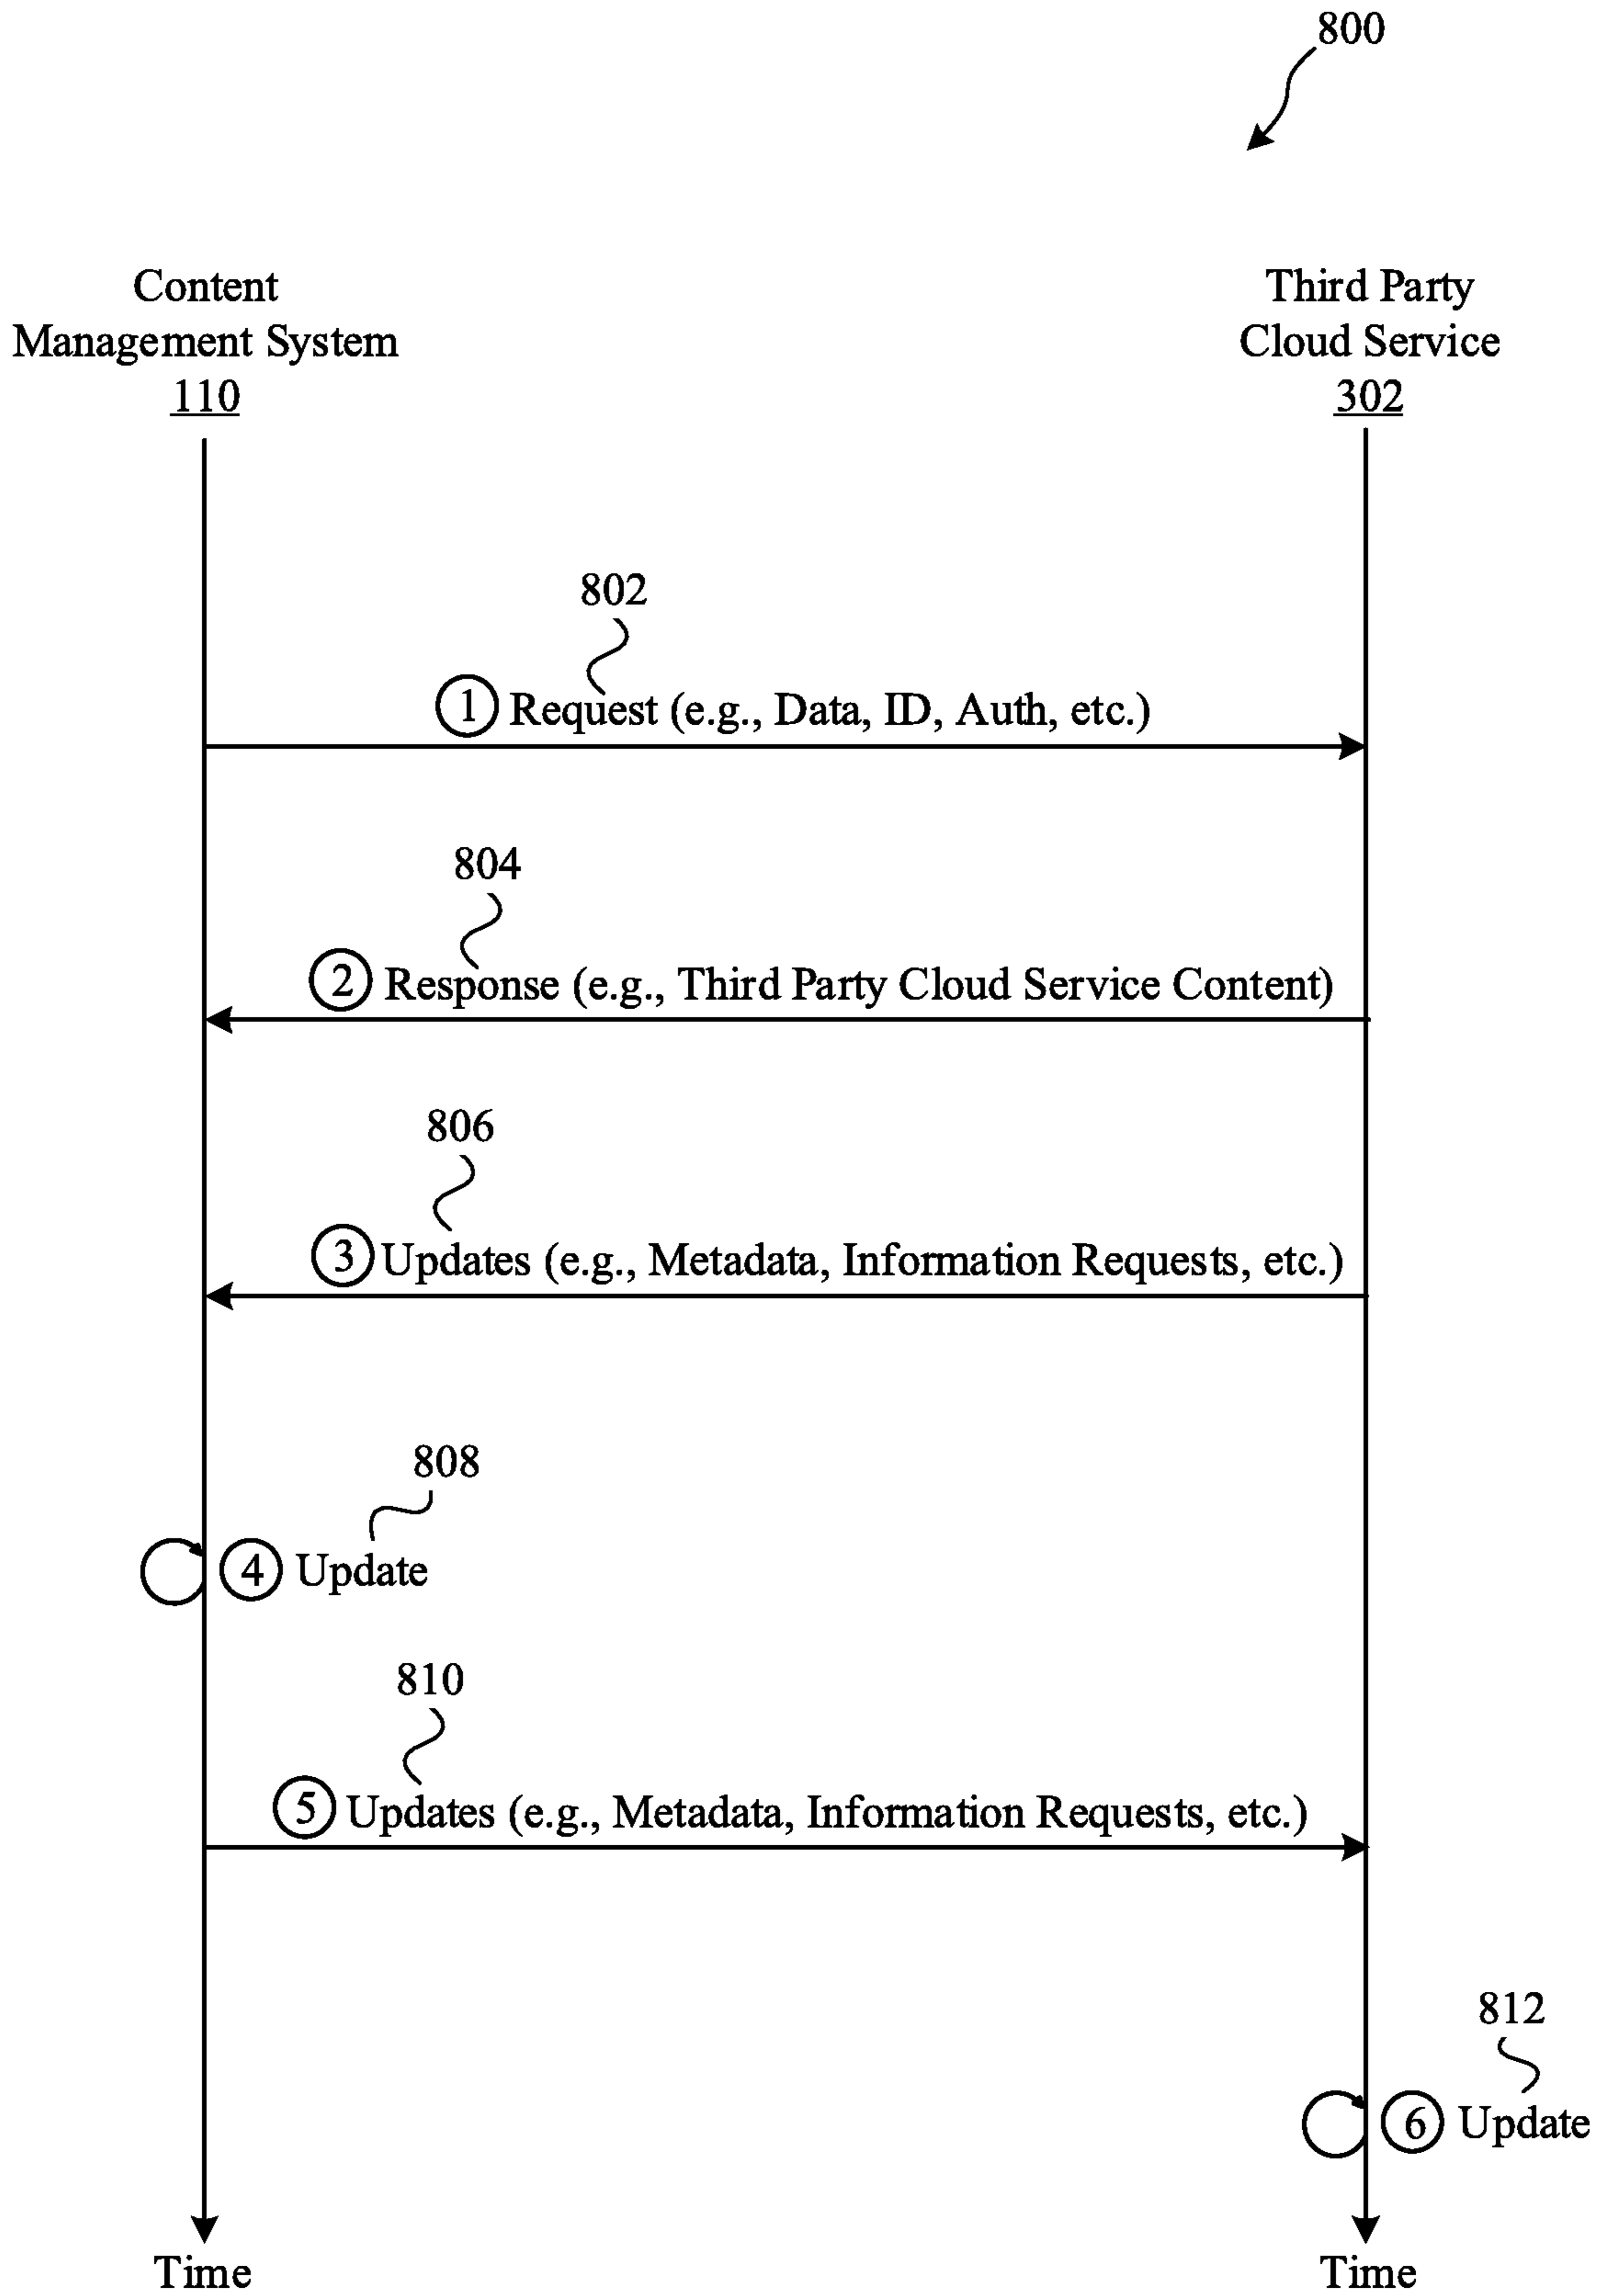 800
Content
Management System
110
Third Party
Cloud Service
302
802
1 Request (e.g., Data, ID, Auth, etc.)
804
2 Response (e.g., Third Party Cloud Service Content)
806
3 Updates (e.g., Metadata, Information Requests, etc.)
808
4 Update
810
5 Updates (e.g., Metadata, Information Requests, etc.)
812
6 Update
Time
Time